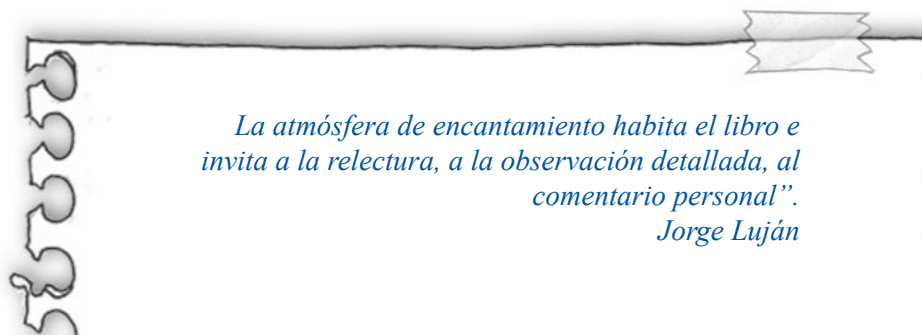 La atmósfera de encantamiento habita el libro e
invita a la relectura, a la observación detallada, al
comentario personal”.
Jorge Luján